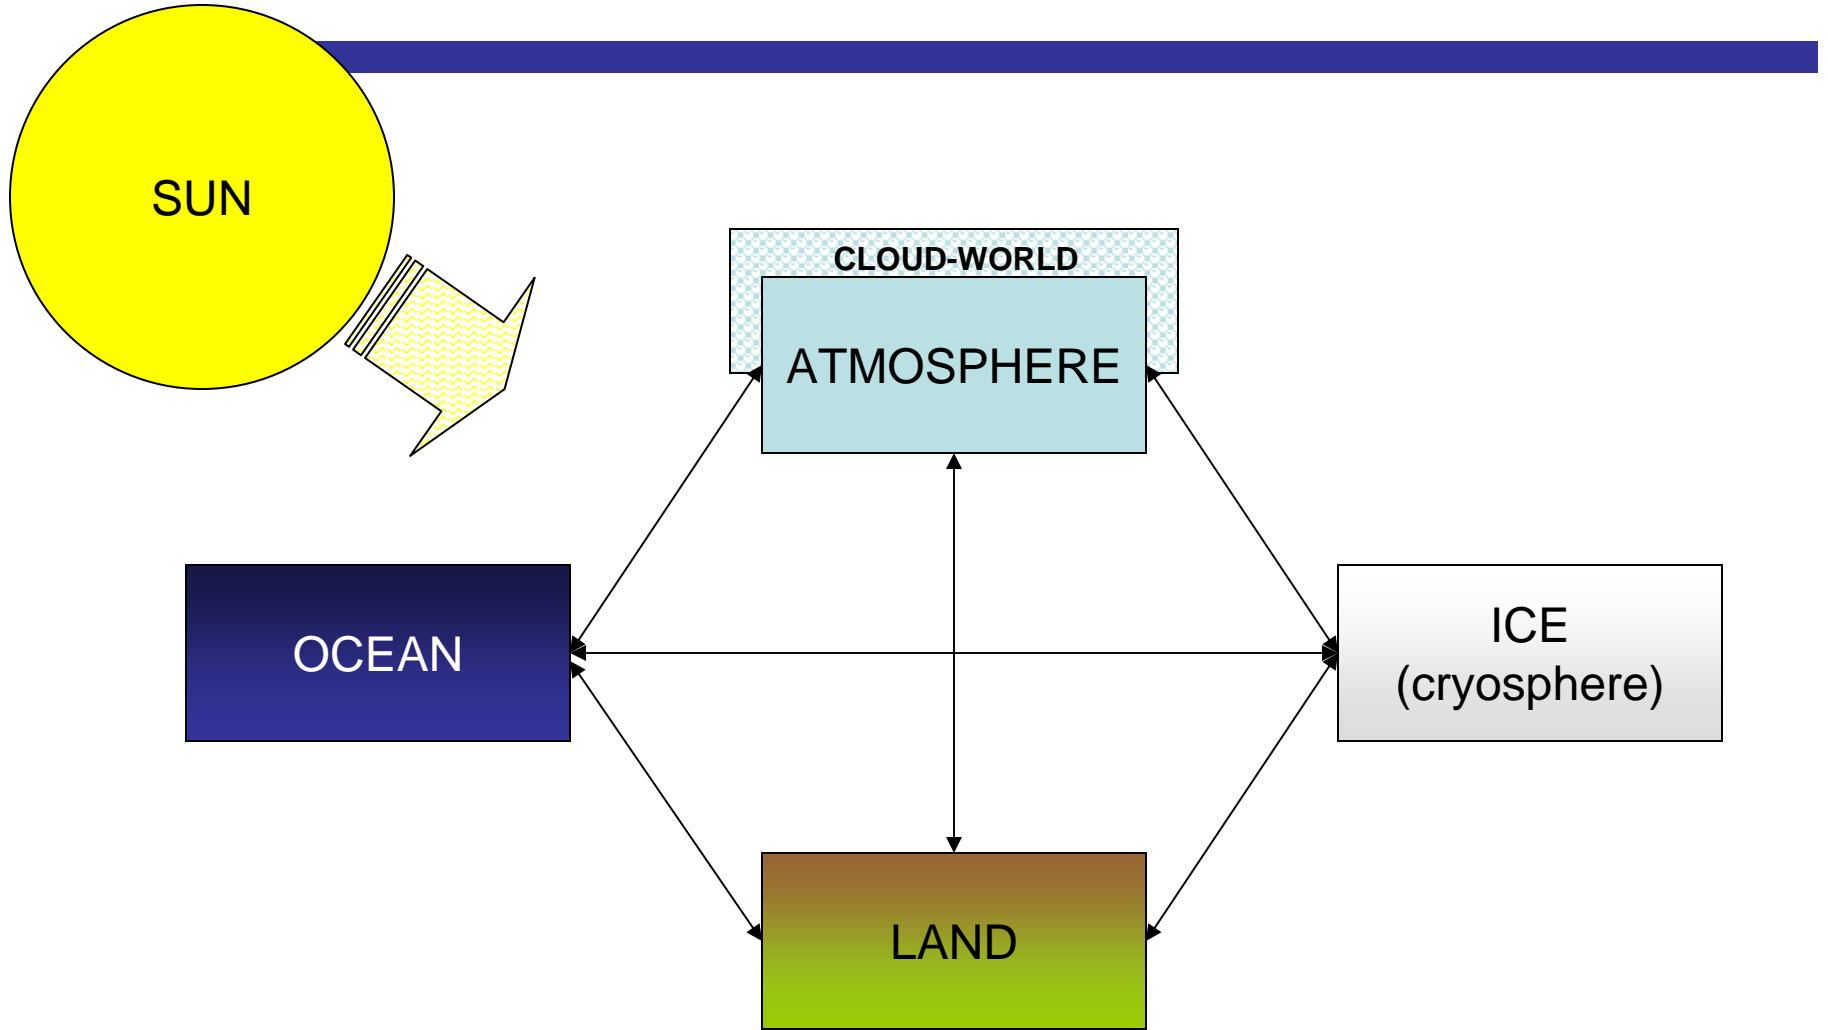 SUN
CLOUD-WORLD
ATMOSPHERE
OCEAN
ICE
(cryosphere)
LAND